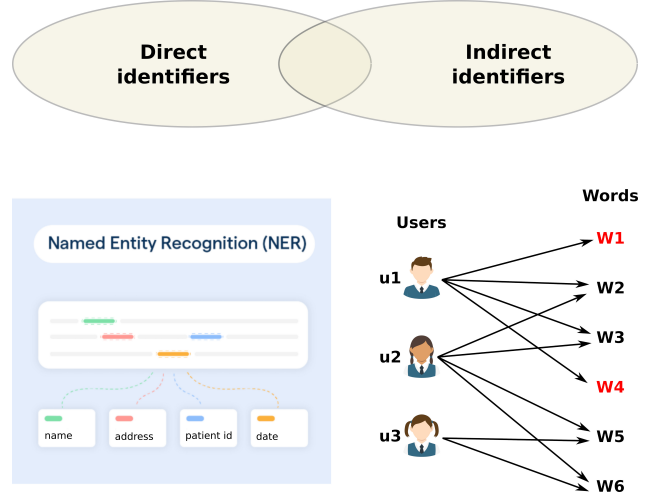 Direct
identifiers
Indirect
identifiers
Named Entity Recognition (NER)
name
address
patient id
date
Users
Words
u1
u2
u3
W1
W2
W3
W4
W5
W6